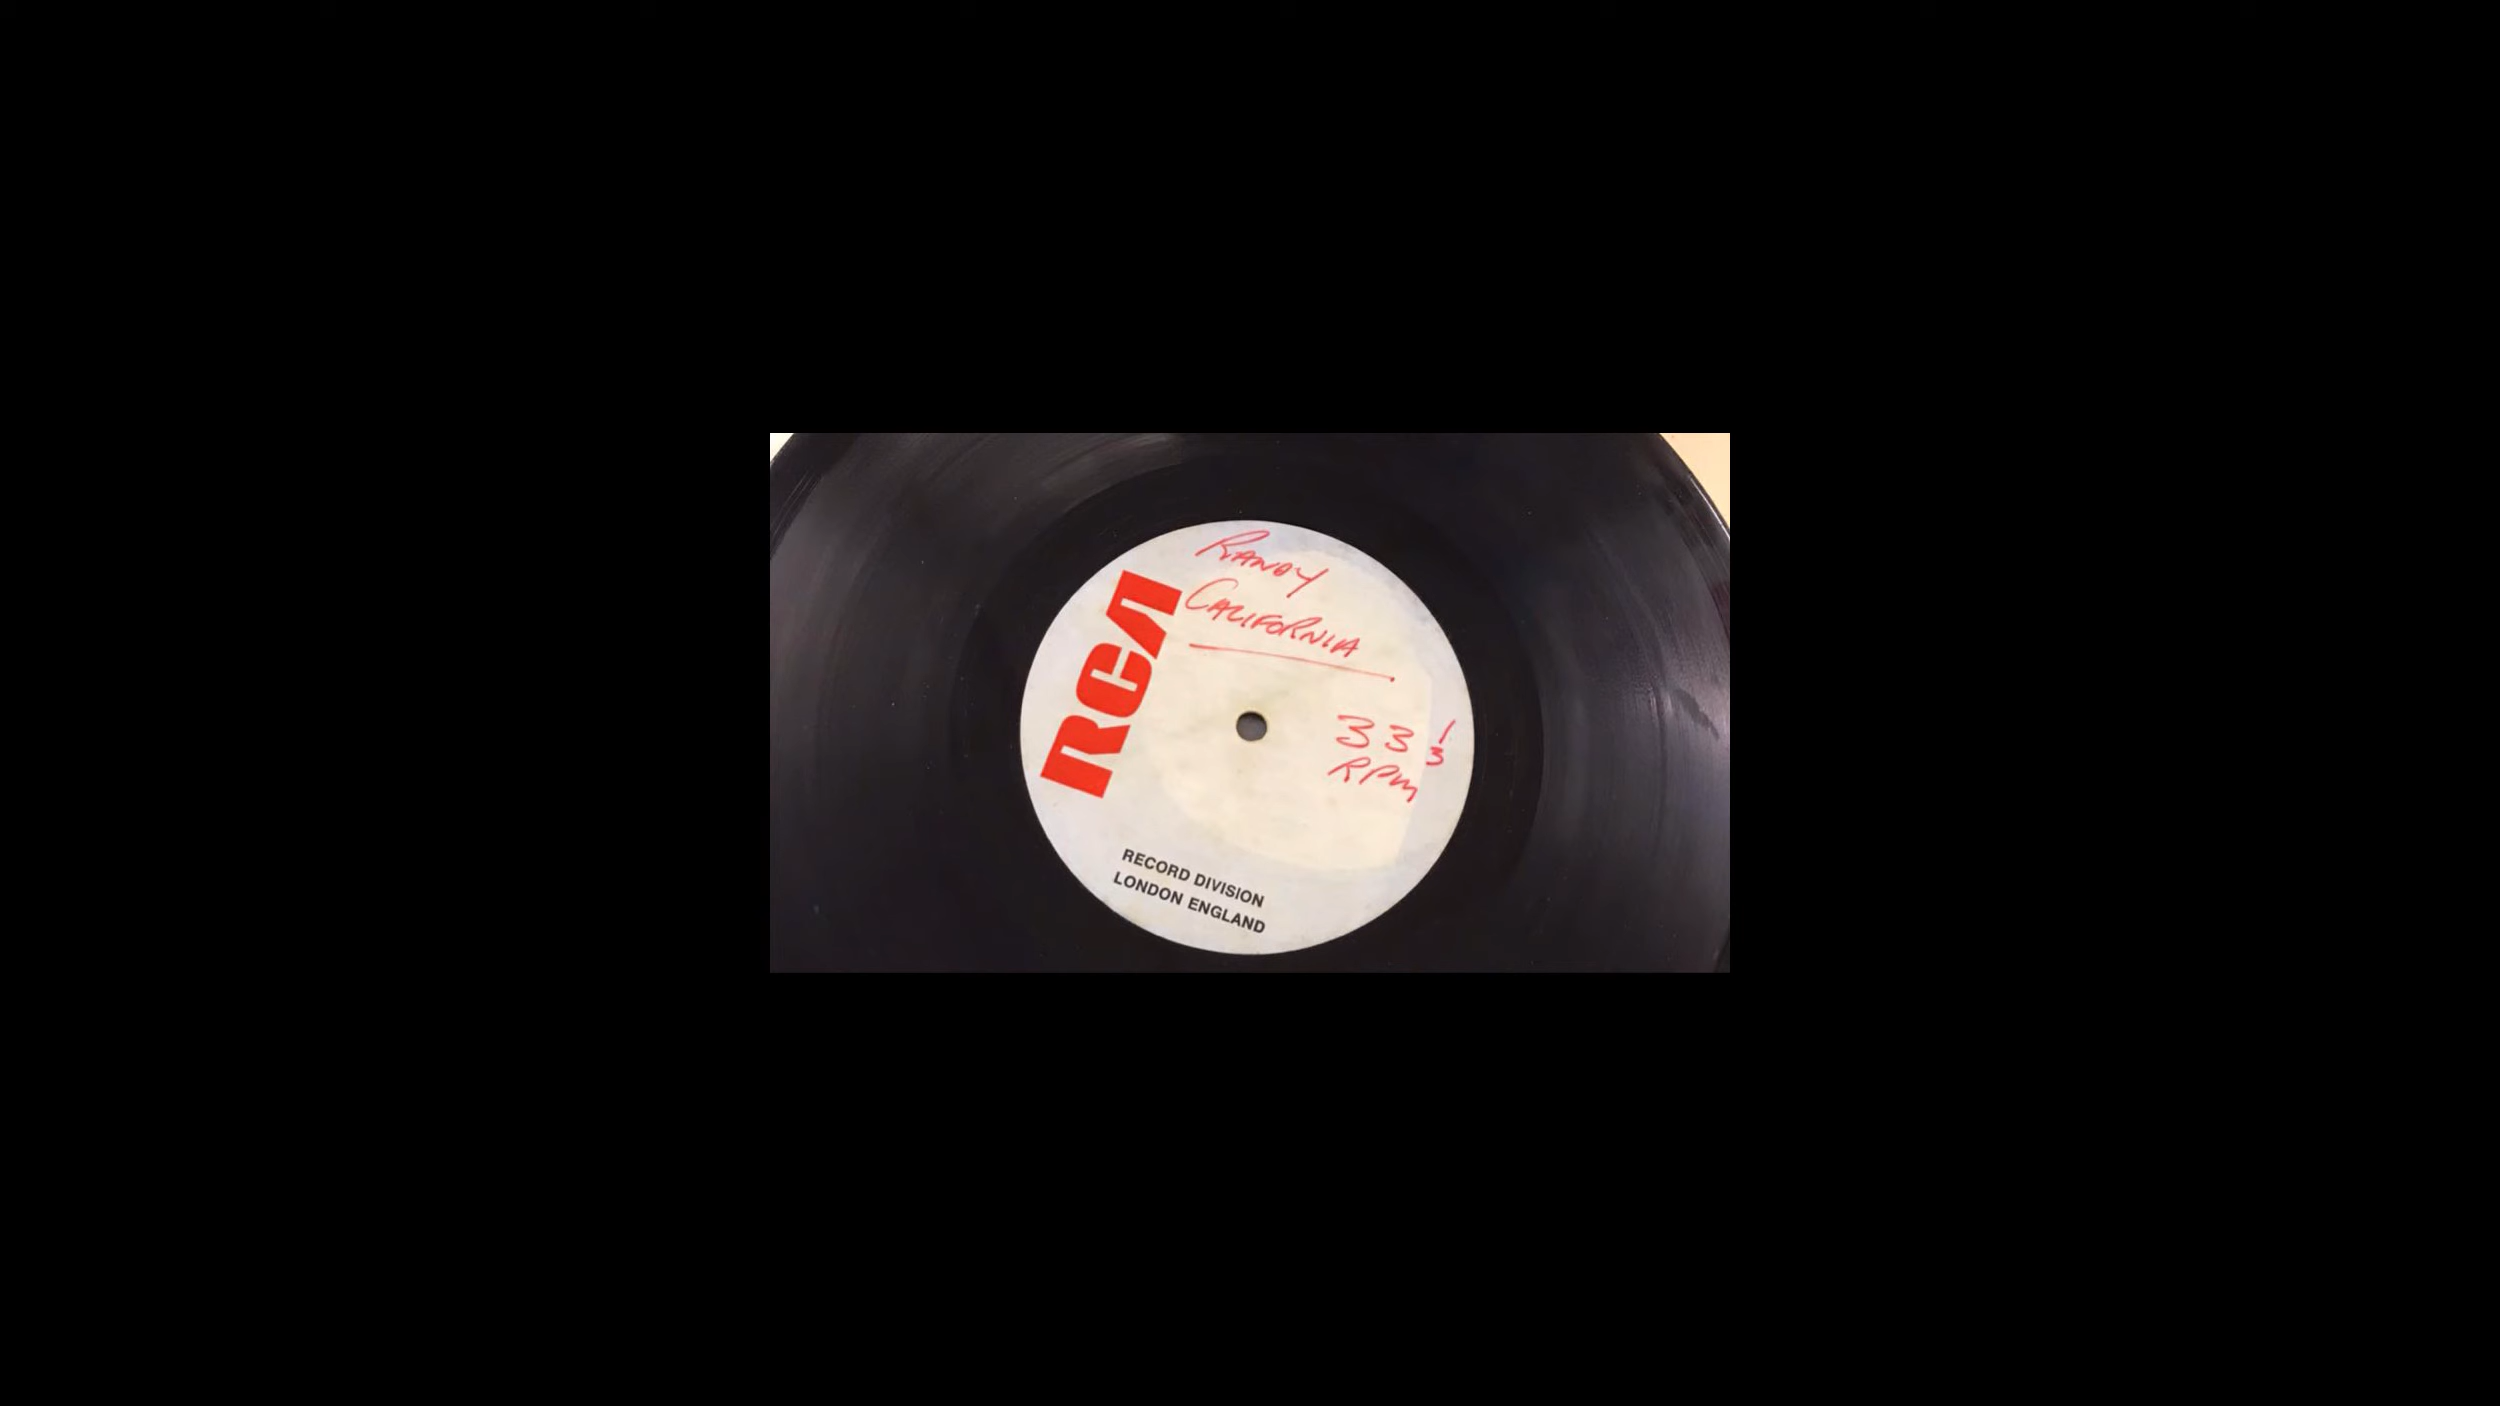 RANDY
CALIFORNIA
RCA
33 1/3
RPM
RECORD DIVISION
LONDON ENGLAND